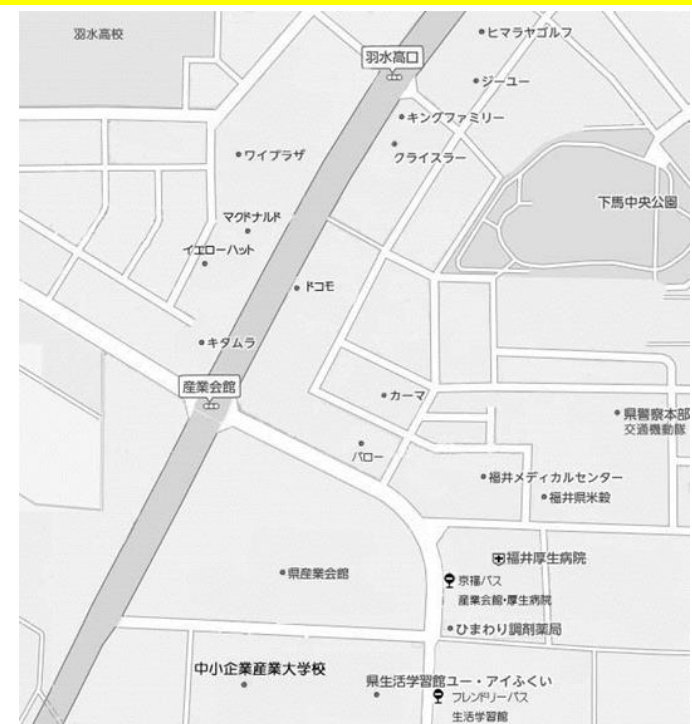 羽水高校
ヒマラヤゴルフ
羽水高口
ジーユー
キングファミリー
クライスラー
ワイプラザ
下馬中央公園
マクドナルド
イエローハット
ドコモ
キタムラ
産業会館
カーマ
県警察本部
交通機動隊
バロー
福井メディカルセンター
福井県米穀
福井厚生病院
県産業会館
京福バス
産業会館・厚生病院
ひまわり調剤薬局
中小企業産業大学校
県生活学習館ユー・アイふくい
フレンドリーバス
生活学習館